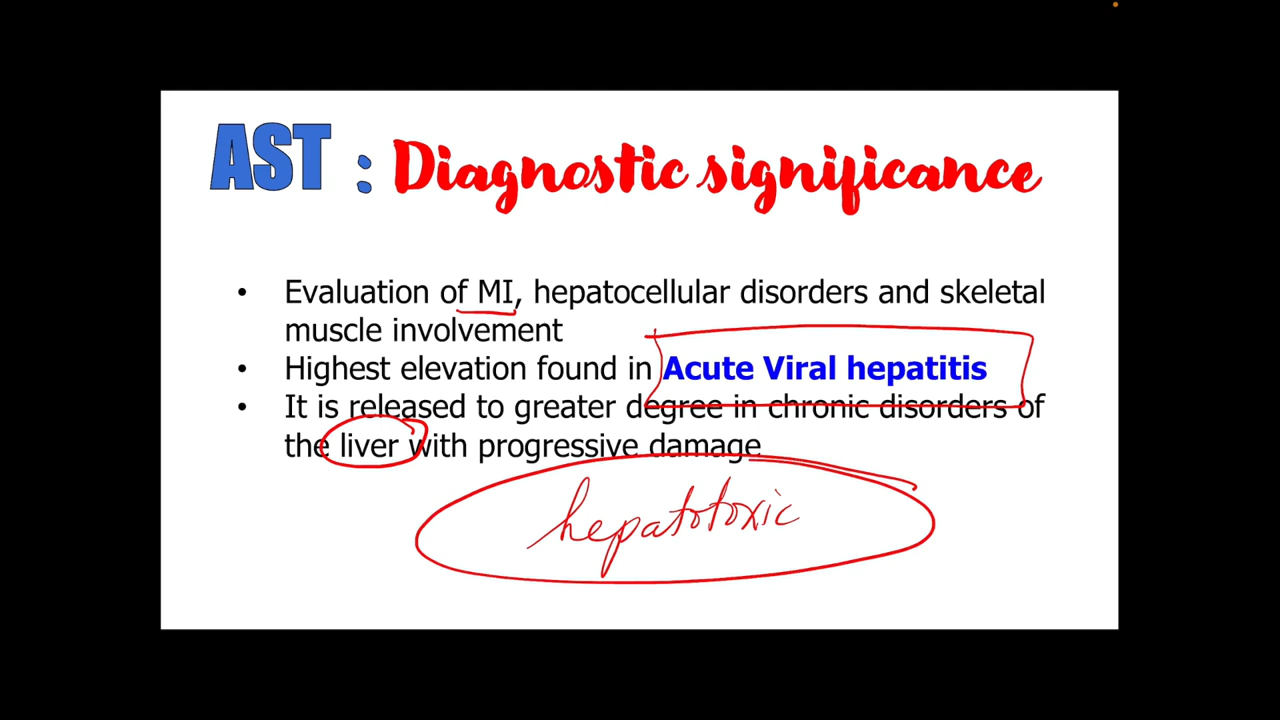 AST : Diagnostic significance
• Evaluation of MI, hepatocellular disorders and skeletal
muscle involvement
• Highest elevation found in Acute Viral hepatitis
• It is released to greater degree in chronic disorders of
the liver with progressive damage
hepatotoxic